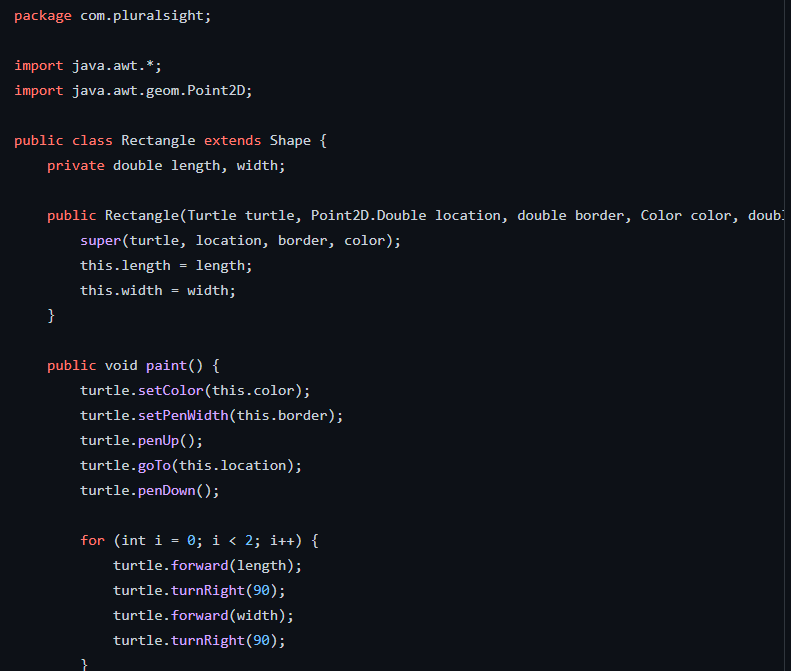 package com.pluralsight;
import java.awt.*;
import java.awt.geom.Point2D;
public class Rectangle extends Shape {
private double length, width;
public Rectangle(Turtle turtle, Point2D.Double location, double border, Color color,
super(turtle, location, border, color);
this.length = length;
this.width = width;
}
public void paint() {
turtle.setColor(this.color);
turtle.setPenWidth(this.border);
turtle.penUp();
turtle.goTo(this.location);
turtle.penDown();
for (int i = 0; i < 2; i++) {
turtle.forward(length);
turtle.turnRight(90);
turtle.forward(width);
turtle.turnRight(90);
}